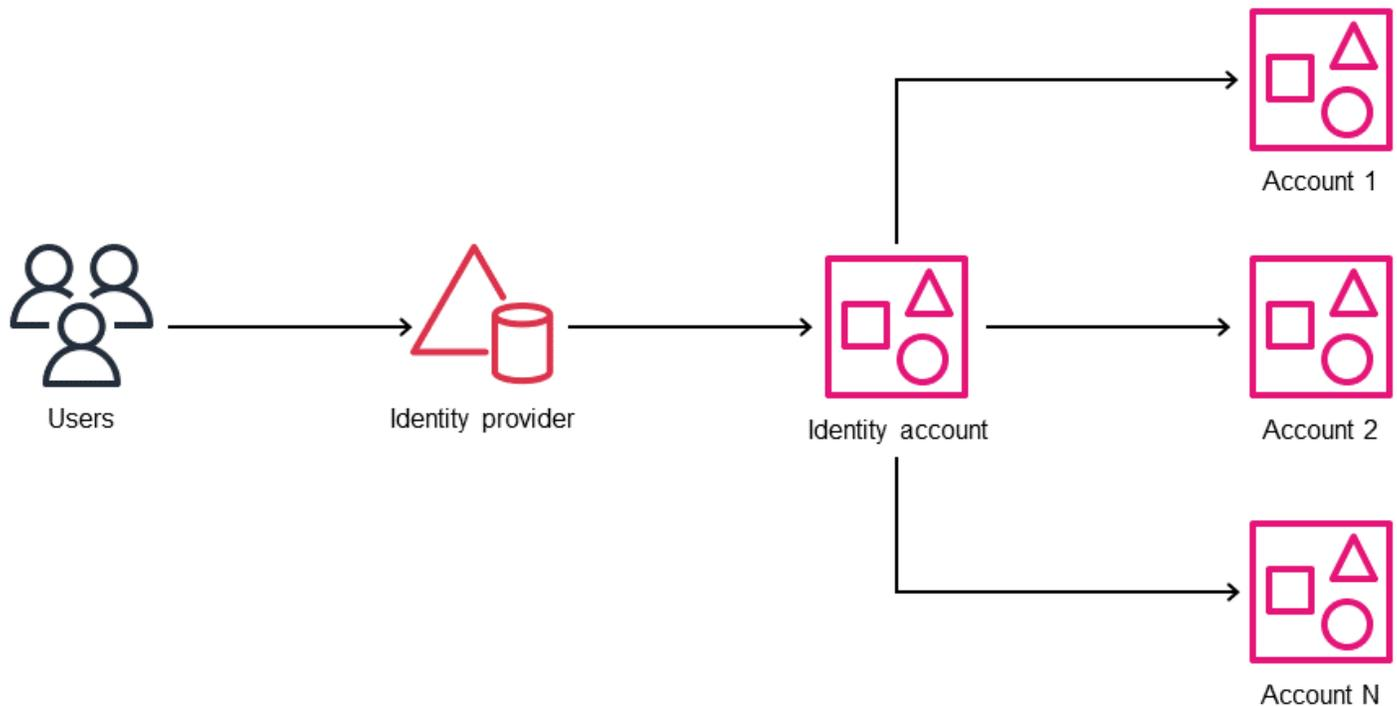 Account 1
Users
Identity provider
Identity account
Account 2
Account N